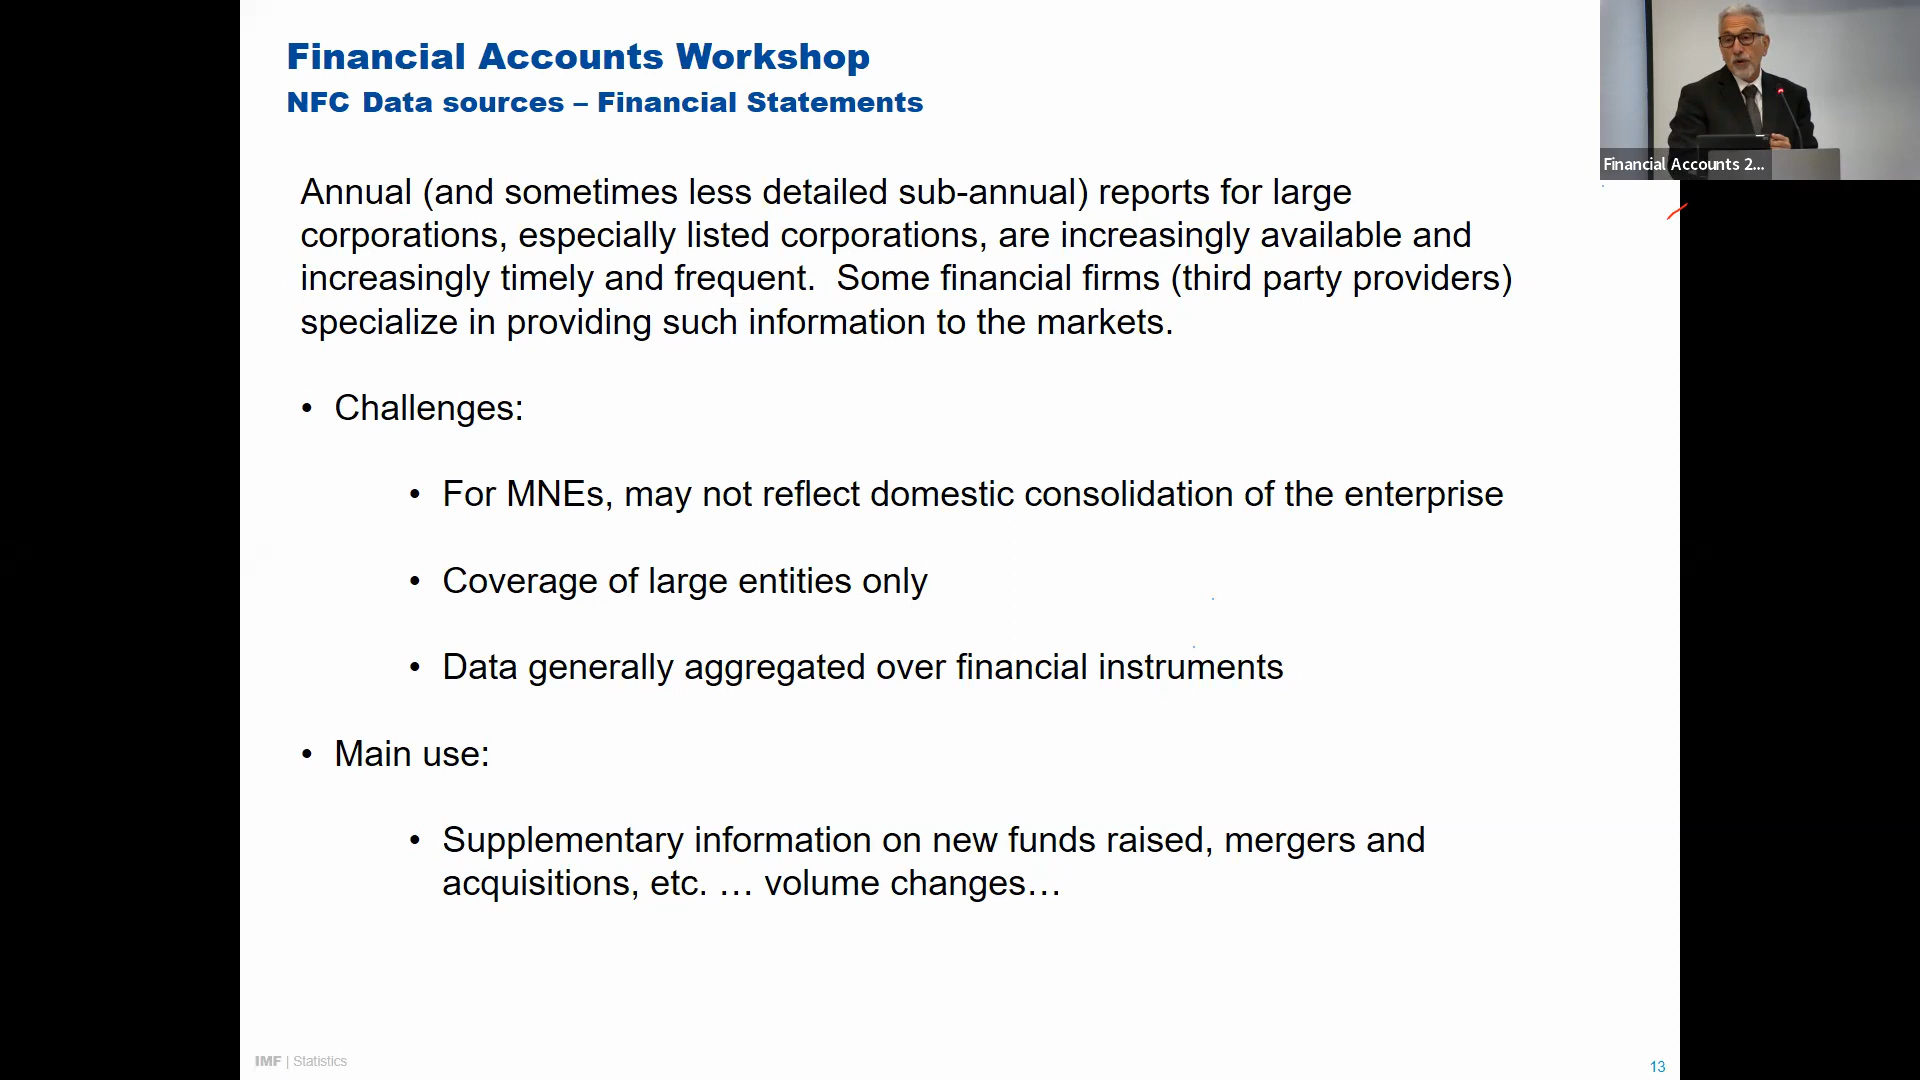 Financial Accounts Workshop
NFC Data sources – Financial Statements
Financial Accounts 2...
Annual (and sometimes less detailed sub-annual) reports for large
corporations, especially listed corporations, are increasingly available and
increasingly timely and frequent.  Some financial firms (third party providers)
specialize in providing such information to the markets.
• Challenges:
• For MNEs, may not reflect domestic consolidation of the enterprise
• Coverage of large entities only
• Data generally aggregated over financial instruments
• Main use:
• Supplementary information on new funds raised, mergers and
acquisitions, etc. … volume changes…
IMF | Statistics
13